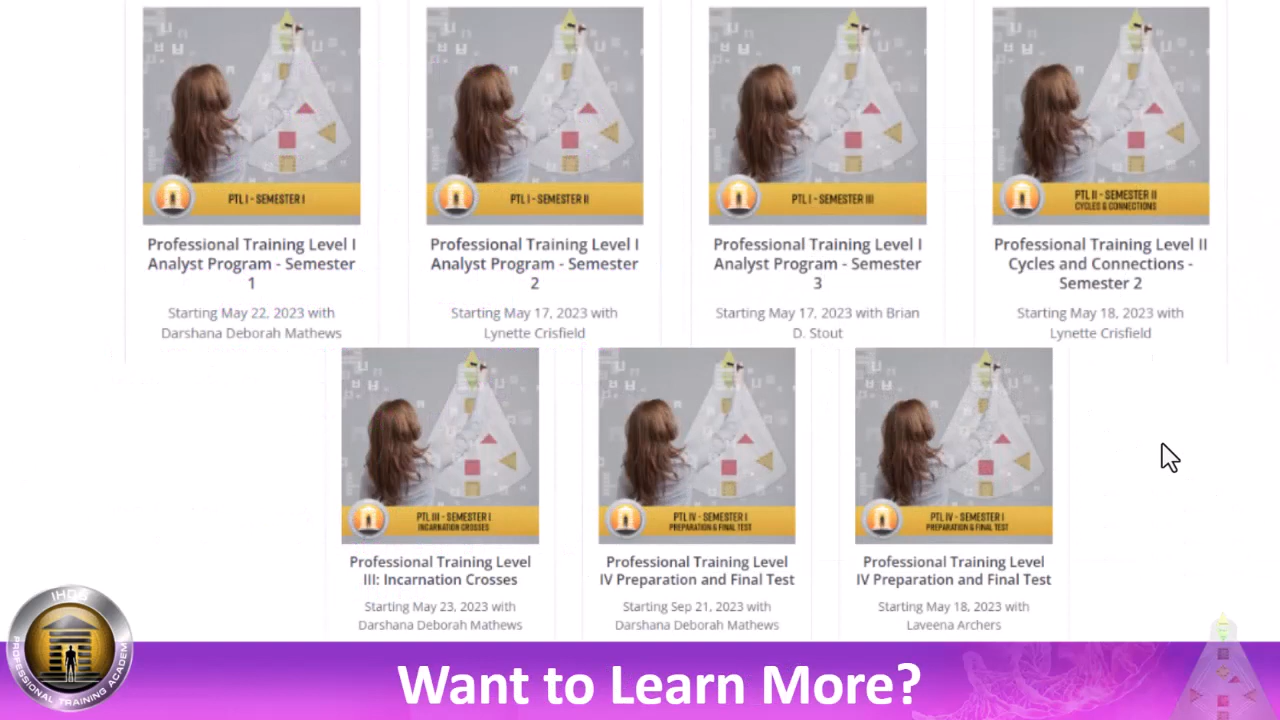 PTL I - SEMESTER I
PTL I - SEMESTER II
PTL I - SEMESTER III
PTL II - SEMESTER II
CYCLES & CONNECTIONS
Professional Training Level I
Analyst Program - Semester
1
Starting May 22, 2023 with
Darshana Deborah Mathews
Professional Training Level I
Analyst Program - Semester
2
Starting May 17, 2023 with
Lynette Crisfield
Professional Training Level I
Analyst Program - Semester
3
Starting May 17, 2023 with Brian
D. Stout
Professional Training Level II
Cycles and Connections -
Semester 2
Starting May 18, 2023 with
Lynette Crisfield
PTL III - SEMESTER I
INCARNATION CROSSES
PTL IV - SEMESTER I
PREPARATION & FINAL TEST
PTL IV - SEMESTER I
PREPARATION & FINAL TEST
Professional Training Level
III: Incarnation Crosses
Starting May 23, 2023 with
Darshana Deborah Mathews
Professional Training Level
IV Preparation and Final Test
Starting Sep 21, 2023 with
Darshana Deborah Mathews
Professional Training Level
IV Preparation and Final Test
Starting May 18, 2023 with
Laveena Archers
IHDS
PROFESSIONAL TRAINING ACADEMY
Want to Learn More?